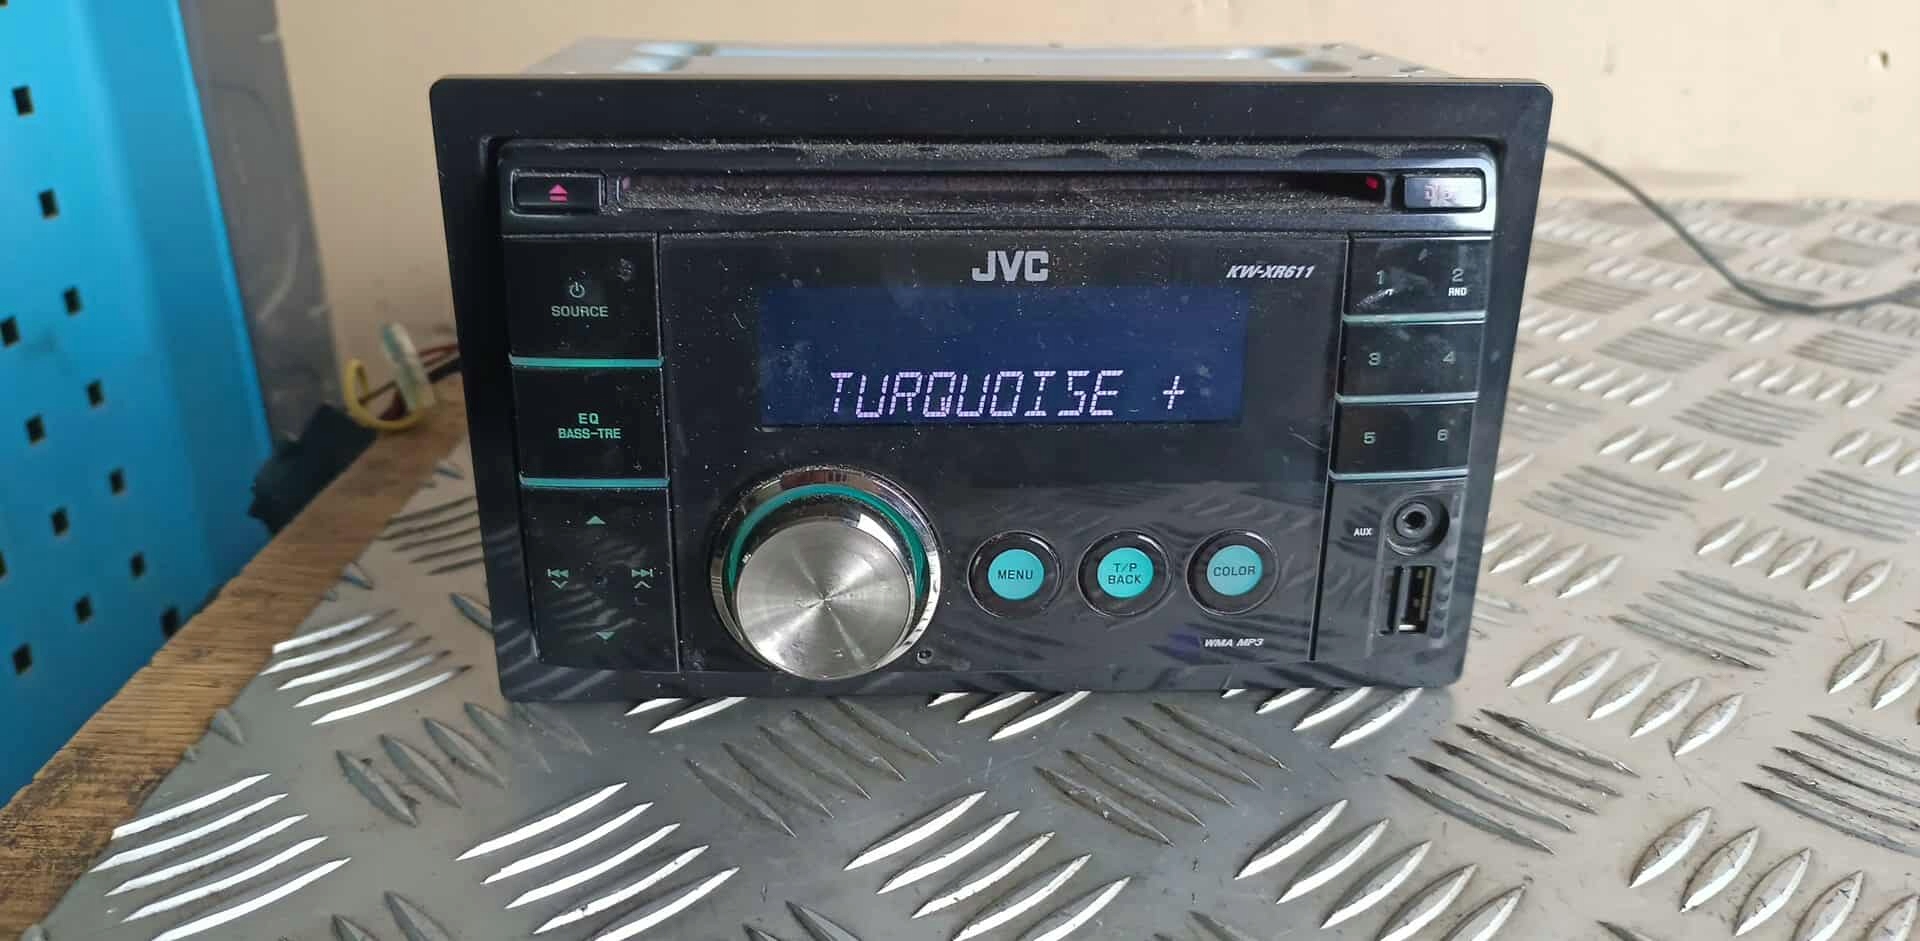 JVC
KW-XR611
SOURCE
TURQUOISE +
EQ
BASS-TRE
1
2
RND
3
4
5
6
AUX
MENU
T/P
BACK
COLOR
WMA MP3